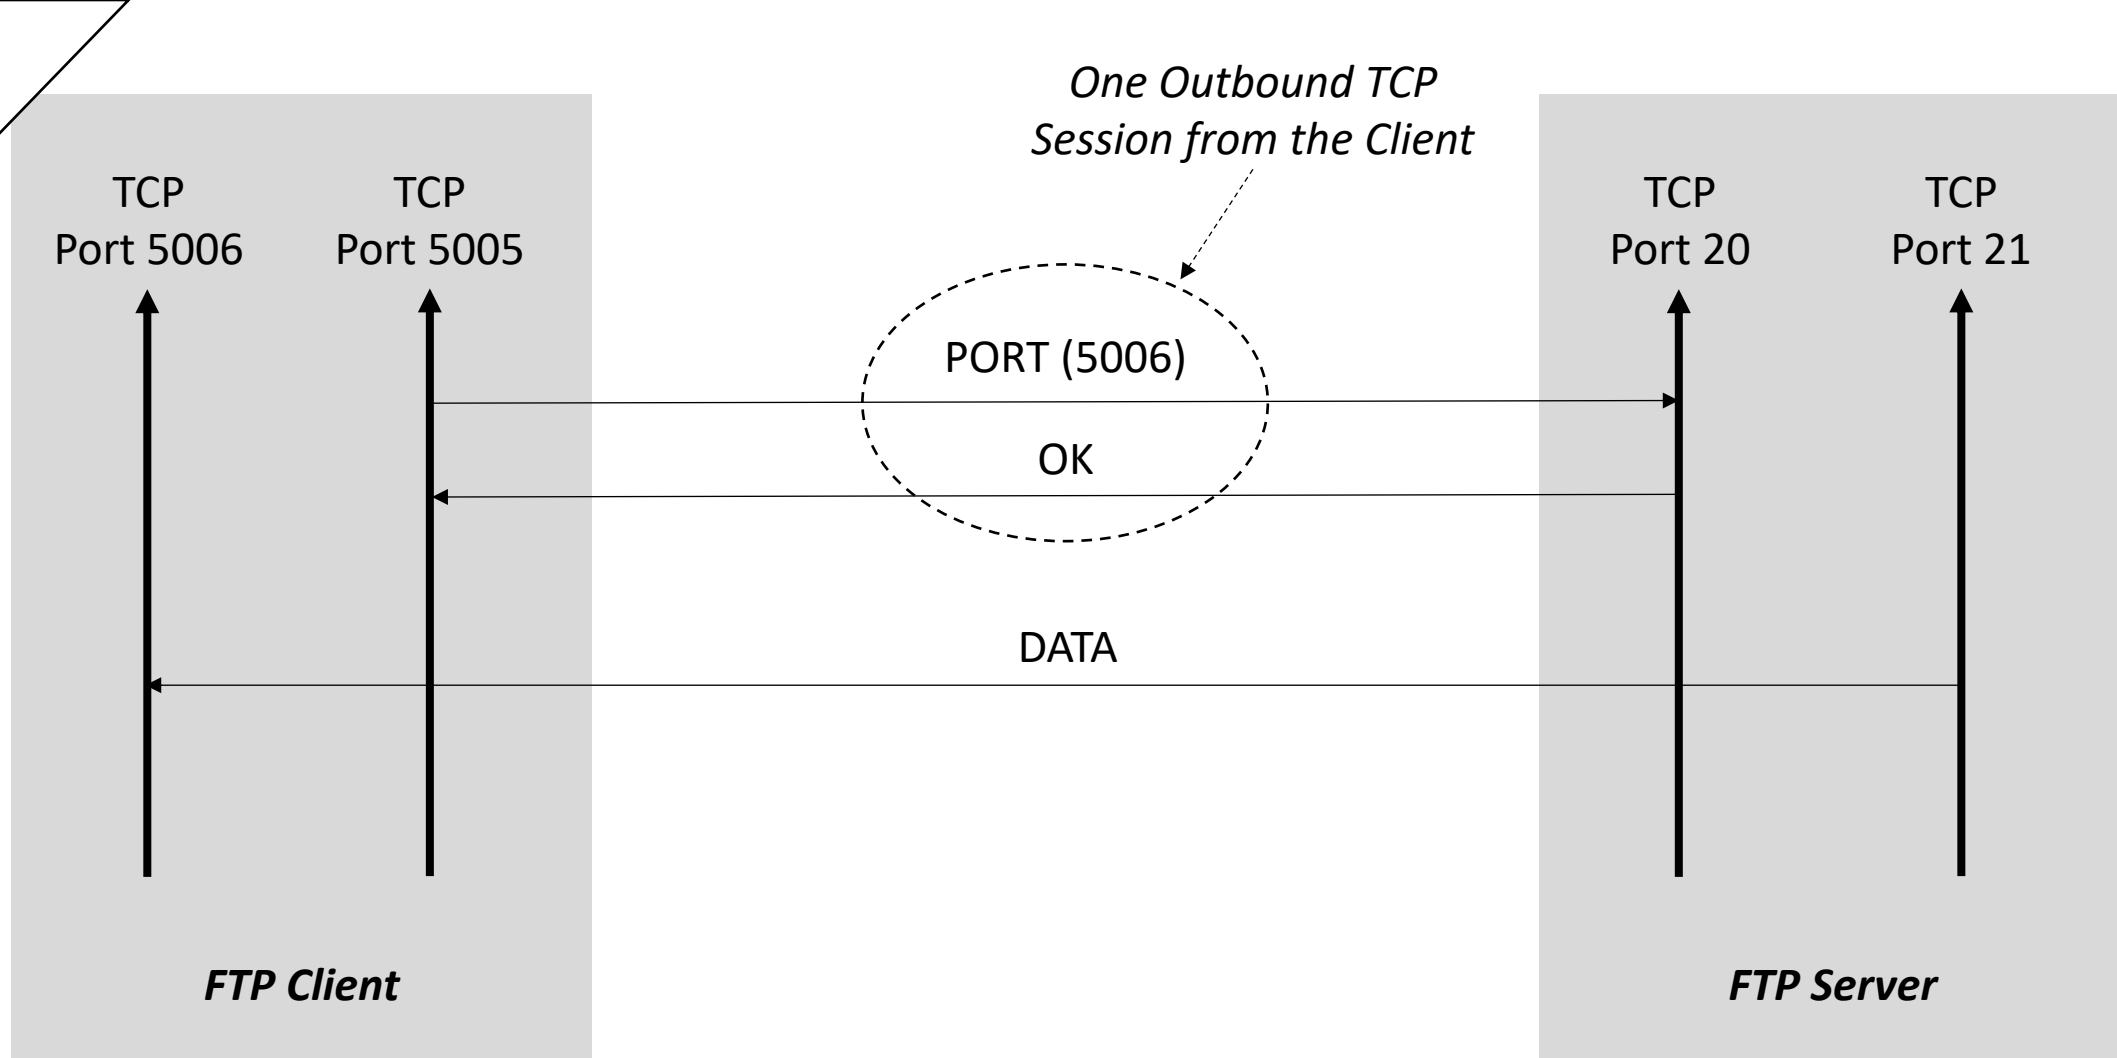 One Outbound TCP
Session from the Client
TCP
Port 5006
TCP
Port 5005
TCP
Port 20
TCP
Port 21
PORT (5006)
OK
DATA
FTP Client
FTP Server